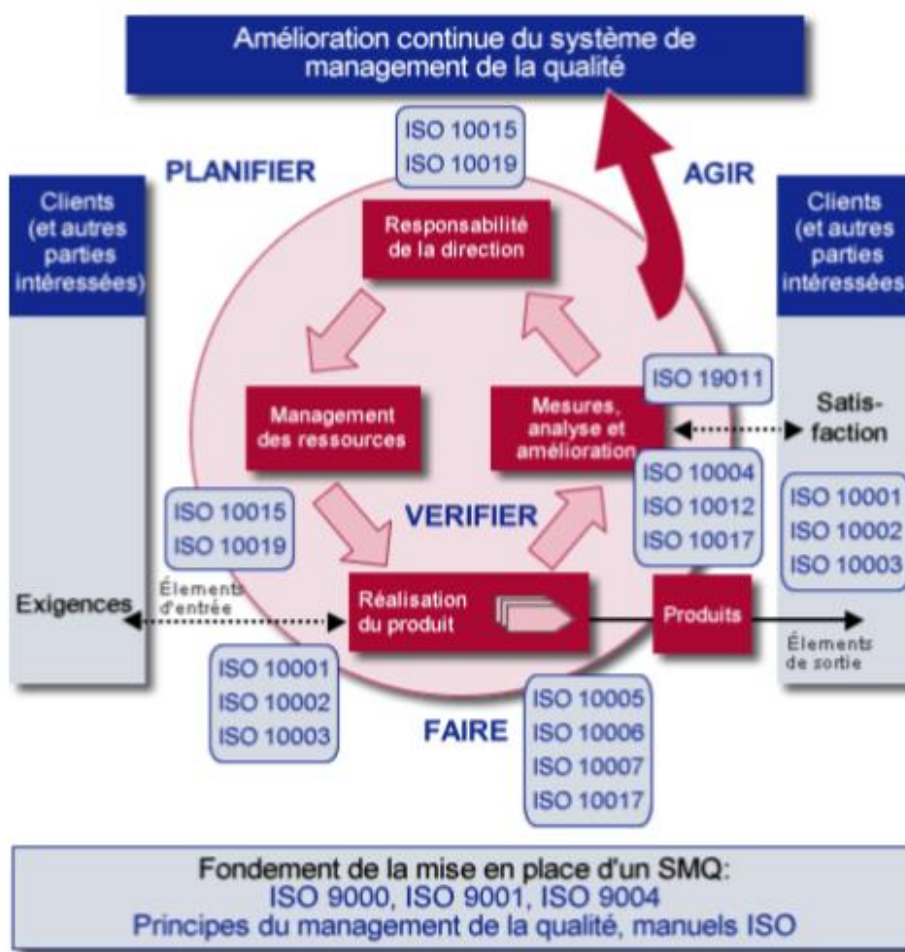 Amélioration continue du système de
management de la qualité
ISO 10015
ISO 10019
PLANIFIER
AGIR
Clients
(et autres
parties
intéressées)
Responsabilité
de la direction
Clients
(et autres
parties
intéressées
ISO 19011
Management
des ressources
Mesures,
analyse et
amélioration
Satis-
faction
ISO 10004
ISO 10012
ISO 10017
ISO 10001
ISO 10002
ISO 10003
ISO 10015
ISO 10019
VERIFIER
Exigences
Élements
d'entrée
Réalisation
du produit
Produits
Élements
de sortie
ISO 10001
ISO 10002
ISO 10003
FAIRE
ISO 10005
ISO 10006
ISO 10007
ISO 10017
Fondement de la mise en place d'un SMQ:
ISO 9000, ISO 9001, ISO 9004
Principes du management de la qualité, manuels ISO